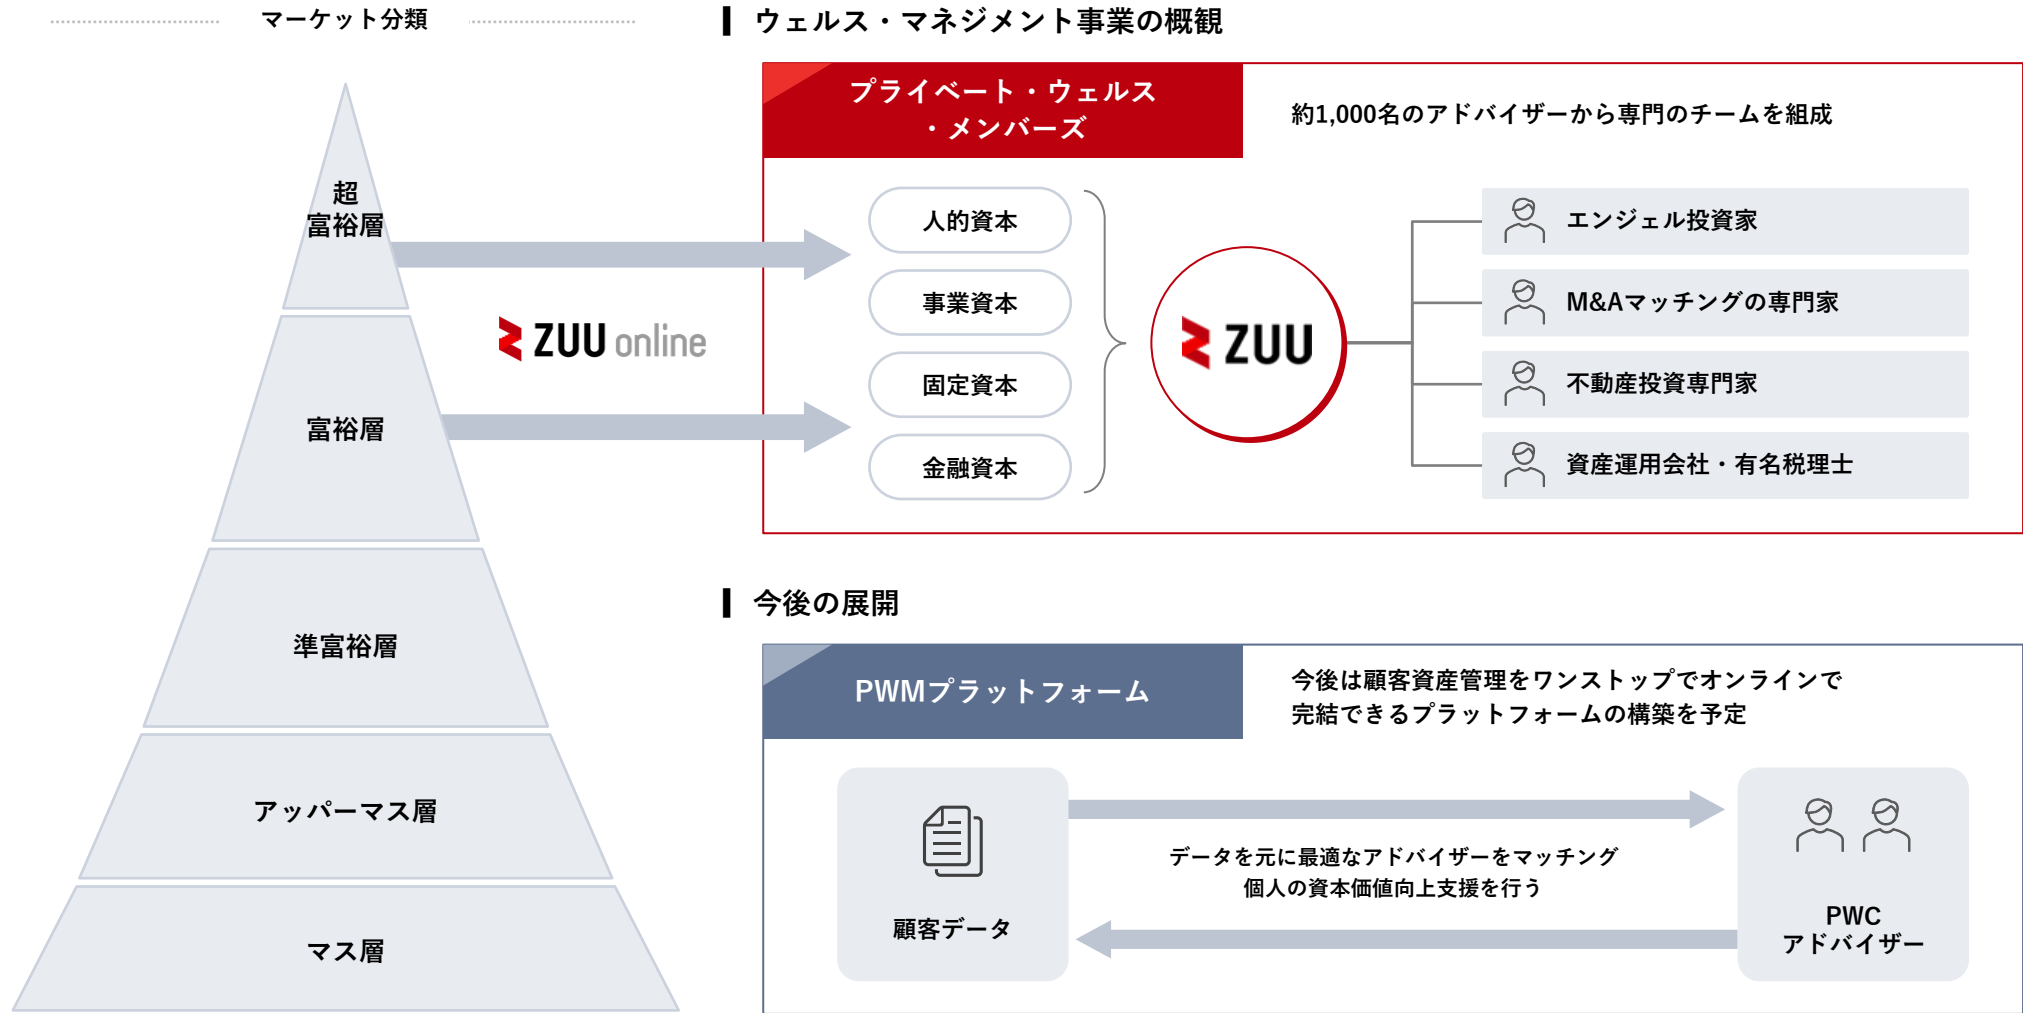 マーケット分類
超
富裕層
富裕層
準富裕層
アッパーマス層
マス層
ZUU online
ウェルス・マネジメント事業の概観
プライベート・ウェルス
・メンバーズ
約1,000名のアドバイザーから専門のチームを組成
人的資本
事業資本
固定資本
金融資本
ZUU
エンジェル投資家
M&Aマッチングの専門家
不動産投資専門家
資産運用会社・有名税理士
今後の展開
PWMプラットフォーム
今後は顧客資産管理をワンストップでオンラインで
完結できるプラットフォームの構築を予定
顧客データ
データを元に最適なアドバイザーをマッチング
個人の資本価値向上支援を行う
PWC
アドバイザー